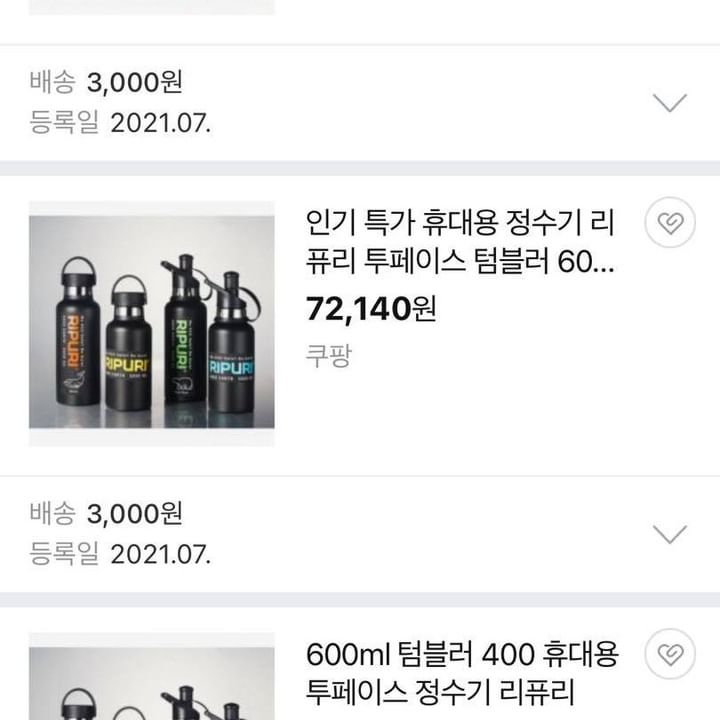 배송 3,000원
등록일 2021.07.
인기 특가 휴대용 정수기 리
퓨리 투페이스 텀블러 60...
72,140원
쿠팡
RIPURI
RIPURI
RIPURI
RIPURI
배송 3,000원
등록일 2021.07.
600ml 텀블러 400 휴대용
투페이스 정수기 리퓨리